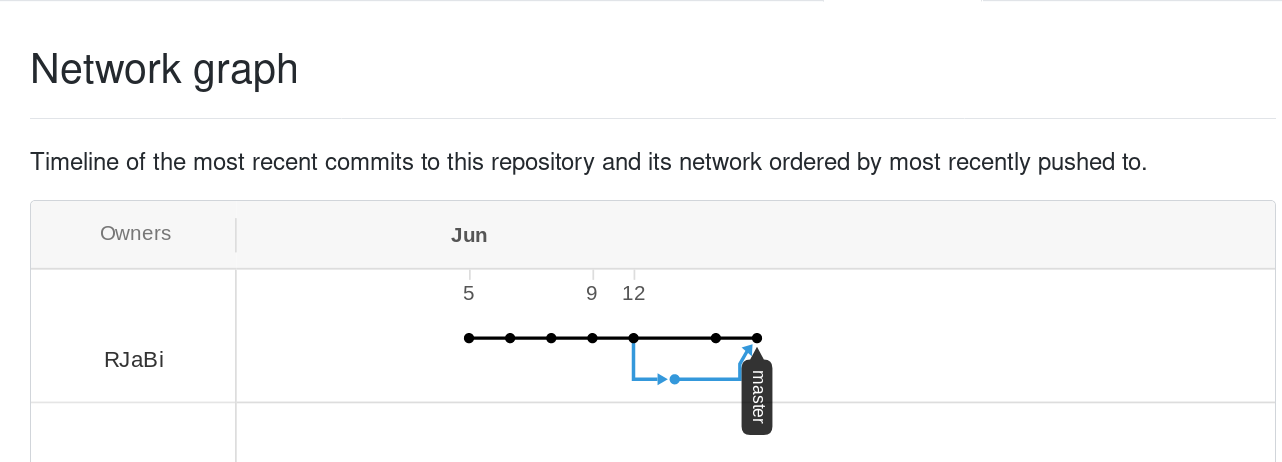 Network graph
Timeline of the most recent commits to this repository and its network ordered by most recently pushed to.
Owners Jun
5 9 12
RJaBi
master